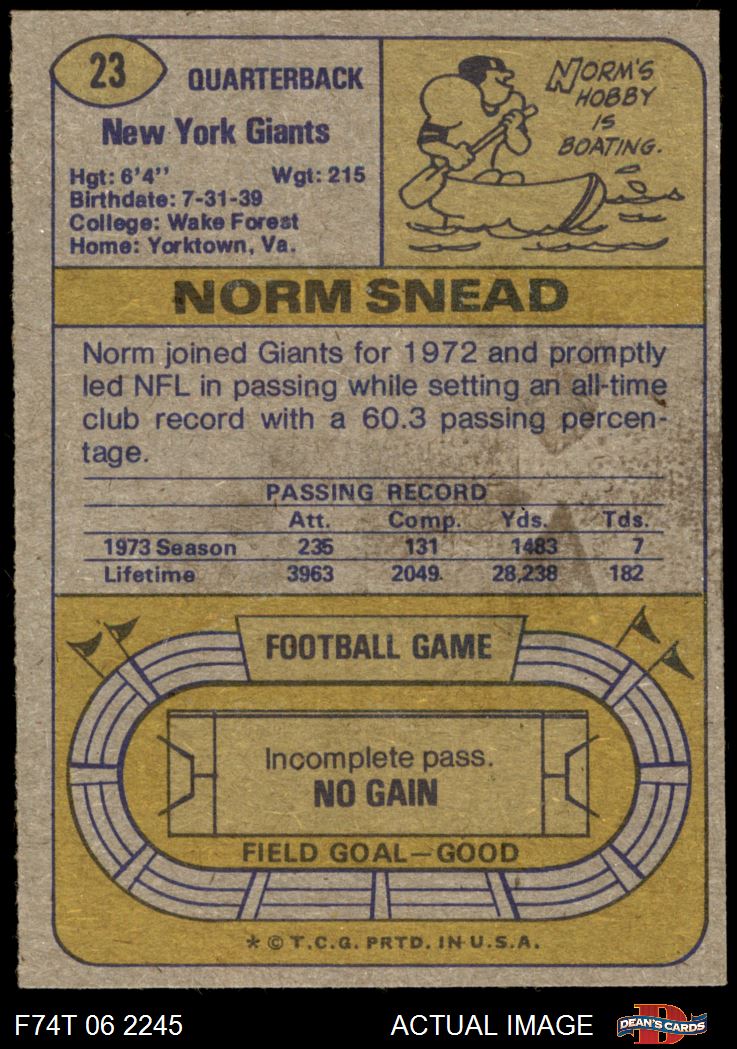 23
QUARTERBACK
New York Giants
Hgt: 6'4" Wgt: 215
Birthdate: 7-31-39
College: Wake Forest
Home: Yorktown, Va.
NORM'S
HOBBY
IS
BOATING.
NORM SNEAD
Norm joined Giants for 1972 and promptly
led NFL in passing while setting an all-time
club record with a 60.3 passing percen-
tage.
PASSING RECORD
Att. Comp. Yds. Tds.
1973 Season 235 131 1483 7
Lifetime 3963 2049 28,238 182
FOOTBALL GAME
Incomplete pass.
NO GAIN
FIELD GOAL—GOOD
* © T.C.G. PRTD. IN U.S.A.
F74T 06 2245 ACTUAL IMAGE
D
DEAN'S CARDS